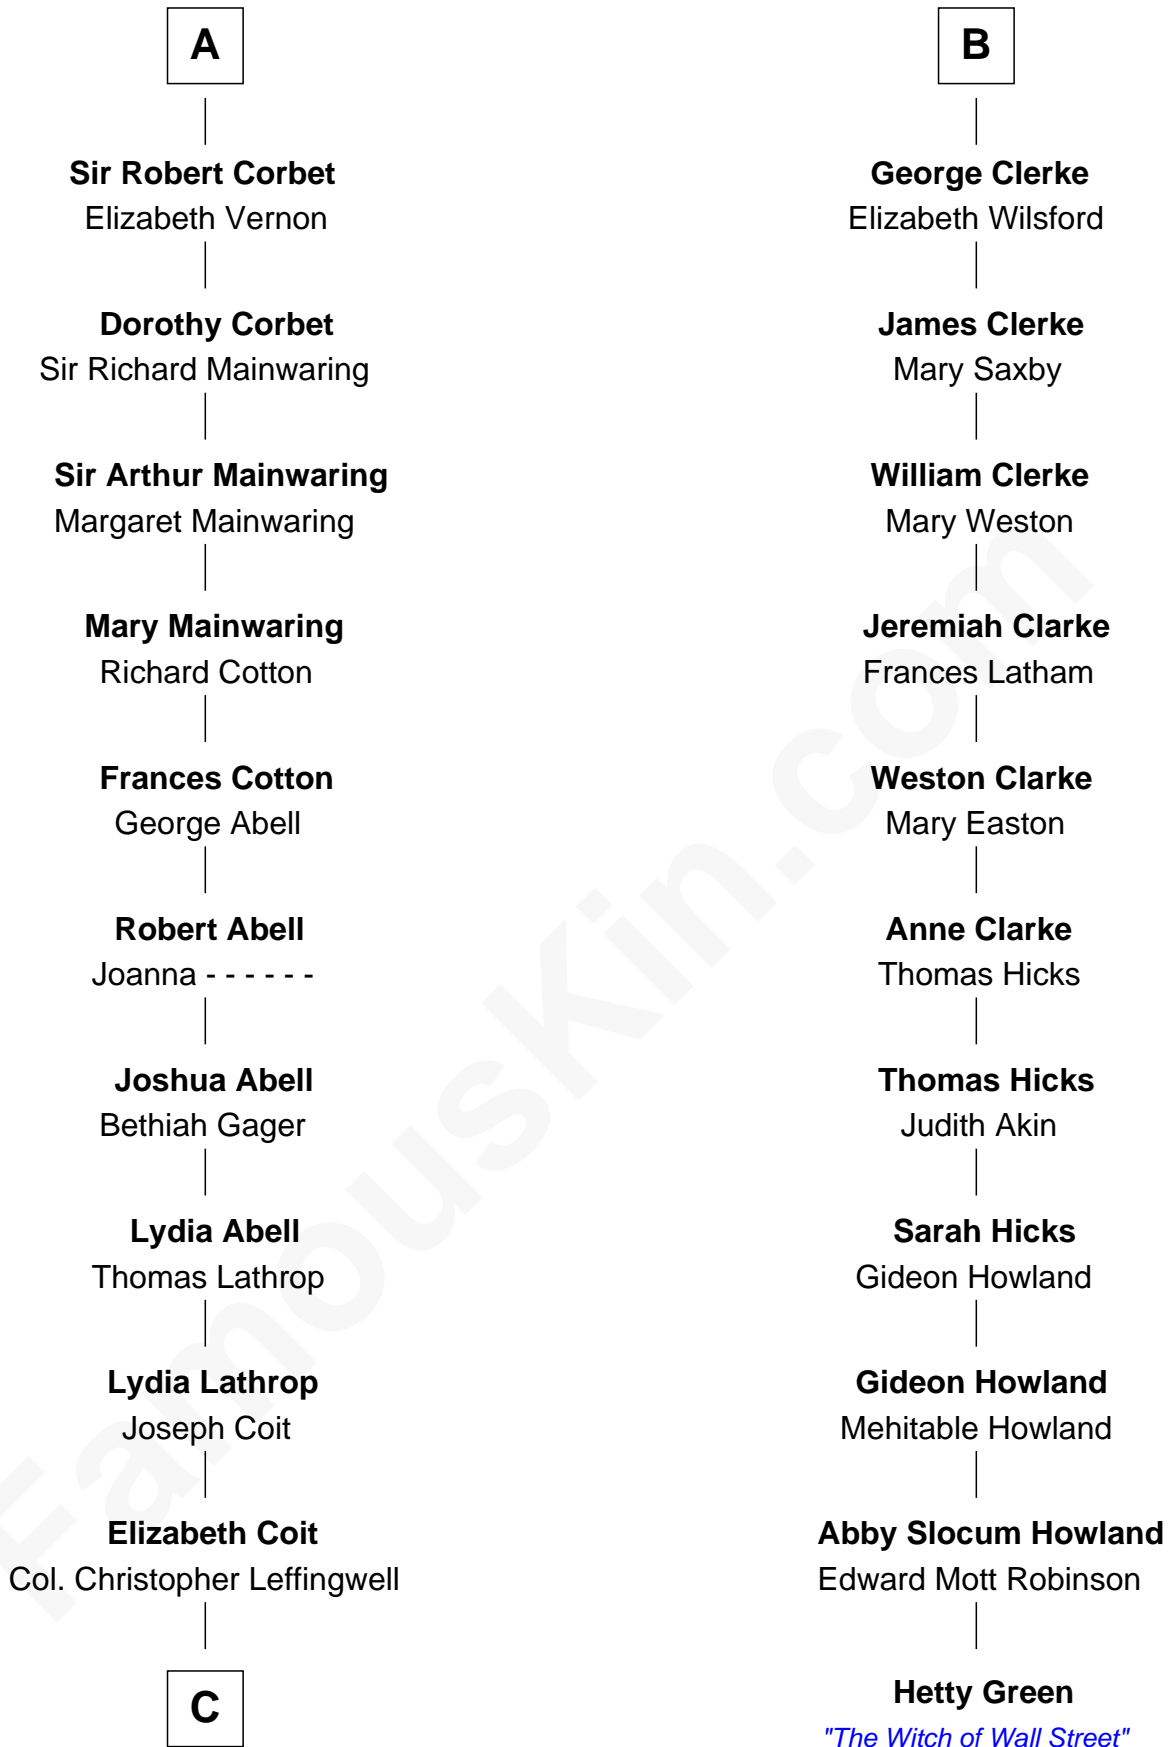 A
Sir Robert Corbet
Elizabeth Vernon
Dorothy Corbet
Sir Richard Mainwaring
Sir Arthur Mainwaring
Margaret Mainwaring
Mary Mainwaring
Richard Cotton
Frances Cotton
George Abell
Robert Abell
Joanna - - - - - -
Joshua Abell
Bethiah Gager
Lydia Abell
Thomas Lathrop
Lydia Lathrop
Joseph Coit
Elizabeth Coit
Col. Christopher Leffingwell
C
B
George Clerke
Elizabeth Wilsford
James Clerke
Mary Saxby
William Clerke
Mary Weston
Jeremiah Clarke
Frances Latham
Weston Clarke
Mary Easton
Anne Clarke
Thomas Hicks
Thomas Hicks
Judith Akin
Sarah Hicks
Gideon Howland
Gideon Howland
Mehitable Howland
Abby Slocum Howland
Edward Mott Robinson
Hetty Green
"The Witch of Wall Street"
FamousKin.com